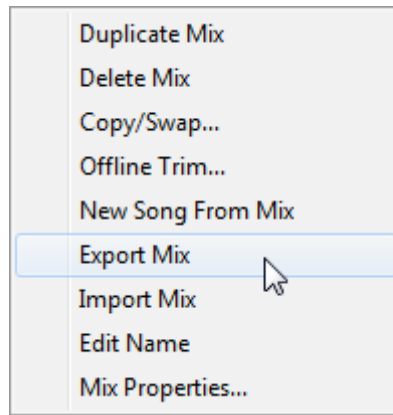 Duplicate Mix
Delete Mix
Copy/Swap...
Offline Trim...
New Song From Mix
Export Mix
Import Mix
Edit Name
Mix Properties...